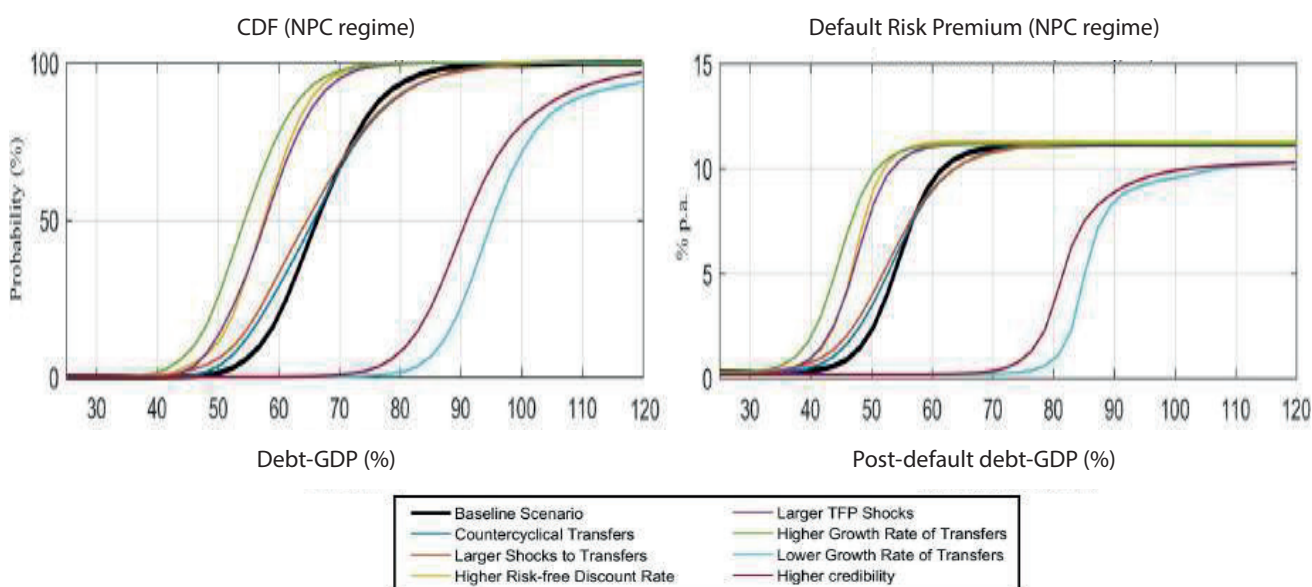 CDF (NPC regime)
Default Risk Premium (NPC regime)
100
50
0
Probability (%)
30 40 50 60 70 80 90 100 110 120
Debt-GDP (%)
15
10
5
0
% p.a.
30 40 50 60 70 80 90 100 110 120
Post-default debt-GDP (%)
Baseline Scenario
Countercyclical Transfers
Larger Shocks to Transfers
Higher Risk-free Discount Rate
Larger TFP Shocks
Higher Growth Rate of Transfers
Lower Growth Rate of Transfers
Higher credibility